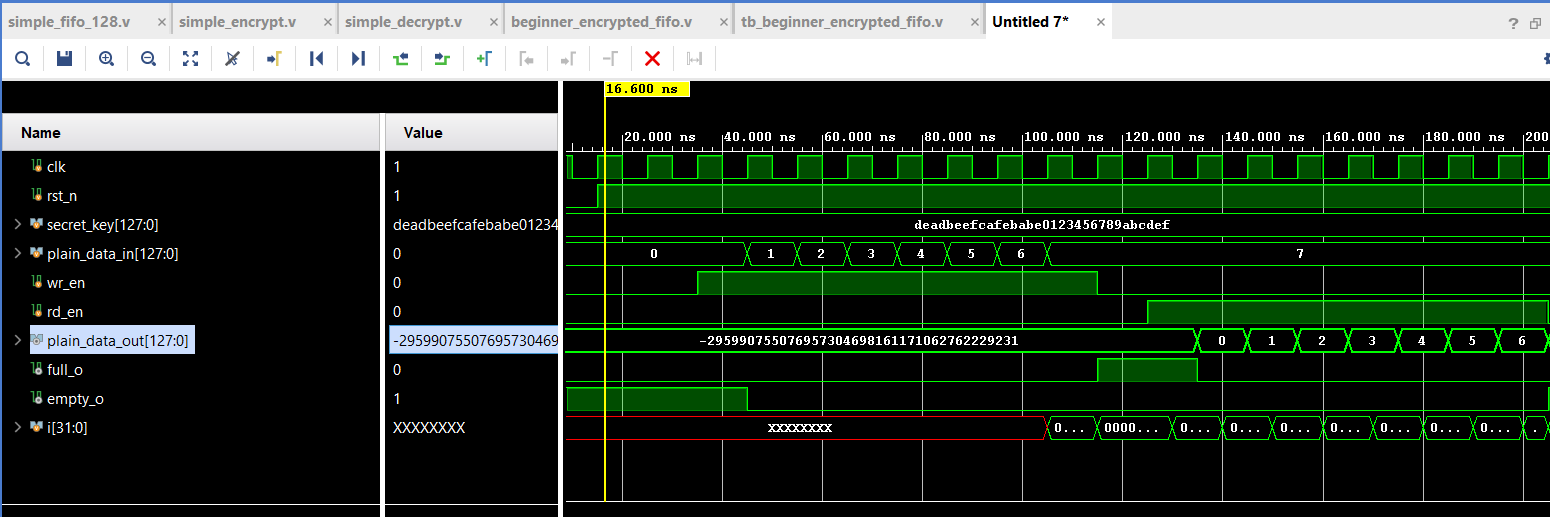 simple_fifo_128.v × simple_encrypt.v × simple_decrypt.v × beginner_encrypted_fifo.v × tb_beginner_encrypted_fifo.v × Untitled 7* × ?
16.600 ns
Name Value
20.000 ns 40.000 ns 60.000 ns 80.000 ns 100.000 ns 120.000 ns 140.000 ns 160.000 ns 180.000 ns 200
clk 1
rst_n 1
secret_key[127:0] deadbeefcafebabe01234 deadbeefcafebabe0123456789abcdef
plain_data_in[127:0] 0 0 1 2 3 4 5 6 7
wr_en 0
rd_en 0
plain_data_out[127:0] -29599075507695730469 -295990755076957304698161171062762229231 0 1 2 3 4 5 6
full_o 0
empty_o 1
i[31:0] XXXXXXXX XXXXXXXX 0... 0000... 0... 0... 0... 0... 0... 0... 0... .